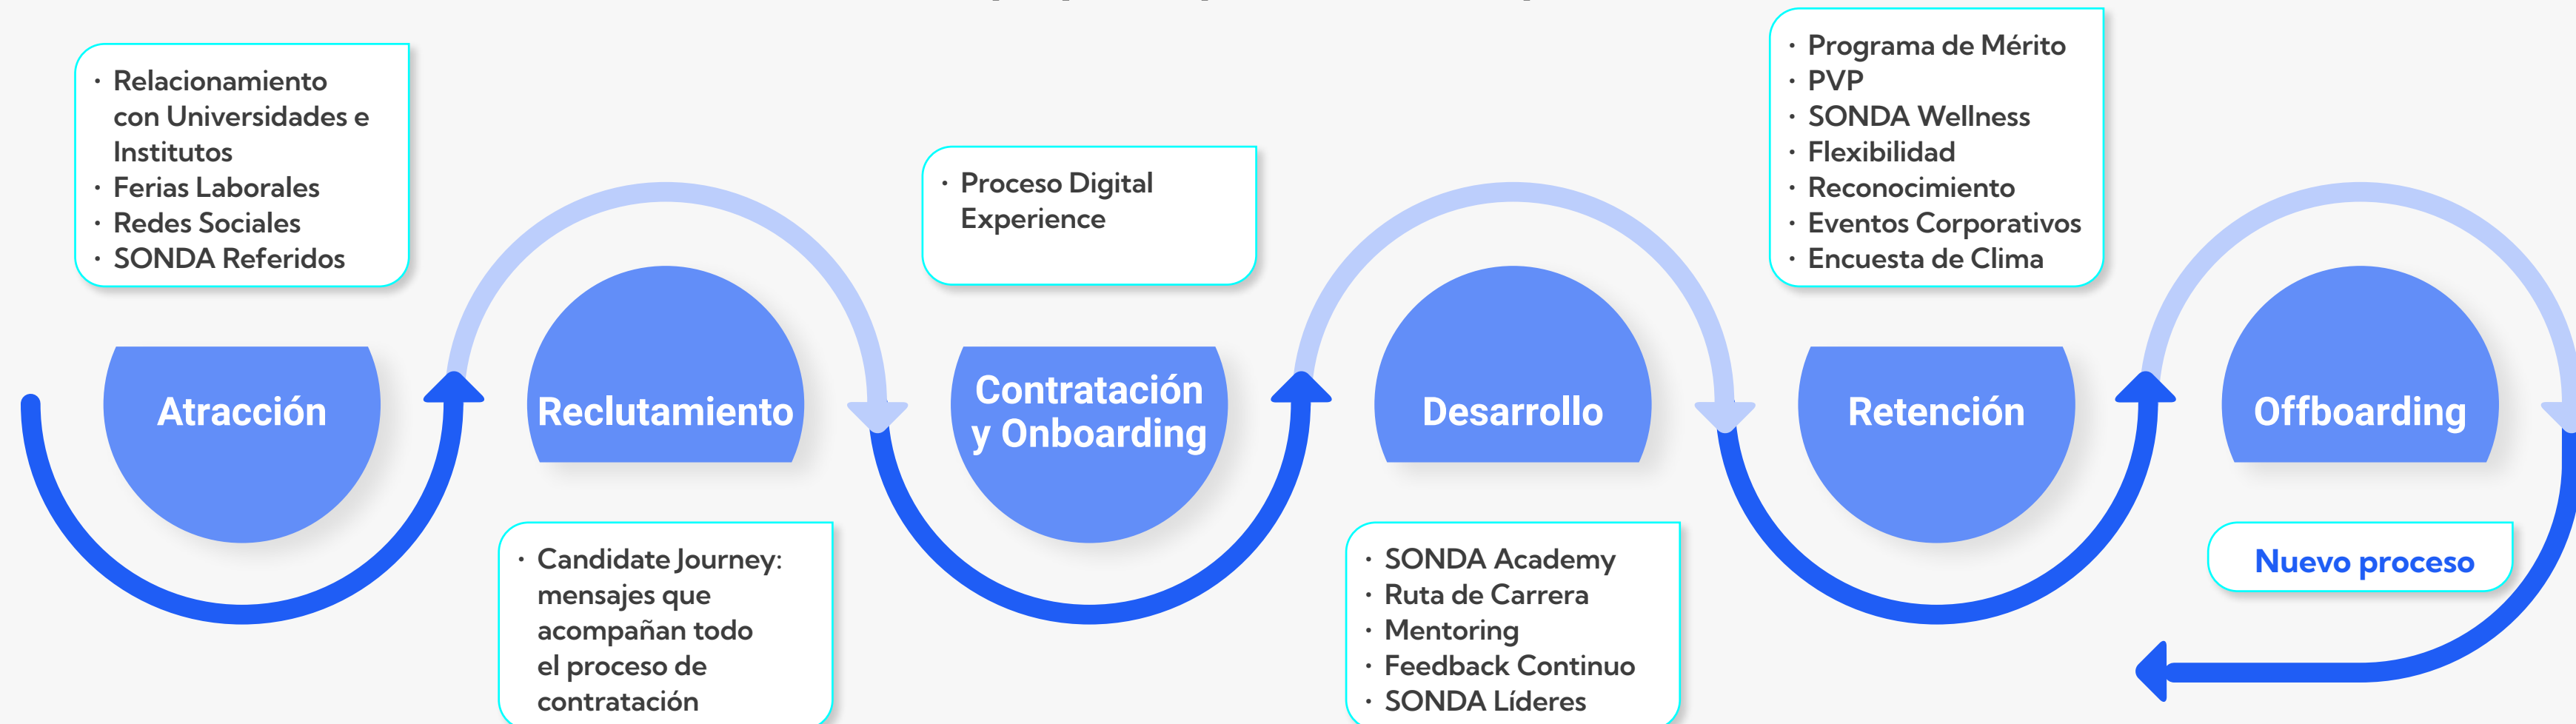 · Relacionamiento
con Universidades e
Institutos
· Ferias Laborales
· Redes Sociales
· SONDA Referidos
Atracción
Reclutamiento
· Candidate Journey:
mensajes que
acompañan todo
el proceso de
contratación
· Proceso Digital
Experience
Contratación
y Onboarding
Desarrollo
· SONDA Academy
· Ruta de Carrera
· Mentoring
· Feedback Continuo
· SONDA Líderes
· Programa de Mérito
· PVP
· SONDA Wellness
· Flexibilidad
· Reconocimiento
· Eventos Corporativos
· Encuesta de Clima
Retención
Offboarding
Nuevo proceso